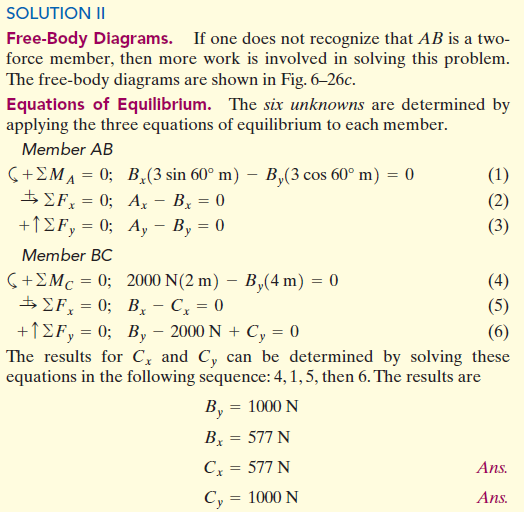 SOLUTION II
Free-Body Diagrams. If one does not recognize that AB is a two-
force member, then more work is involved in solving this problem.
The free-body diagrams are shown in Fig. 6–26c.
Equations of Equilibrium. The six unknowns are determined by
applying the three equations of equilibrium to each member.
Member AB
↺+ΣM_A = 0; B_x(3 sin 60° m) − B_y(3 cos 60° m) = 0 (1)
→+ ΣF_x = 0; A_x − B_x = 0 (2)
+↑ΣF_y = 0; A_y − B_y = 0 (3)
Member BC
↺+ΣM_C = 0; 2000 N(2 m) − B_y(4 m) = 0 (4)
→+ ΣF_x = 0; B_x − C_x = 0 (5)
+↑ΣF_y = 0; B_y − 2000 N + C_y = 0 (6)
The results for C_x and C_y can be determined by solving these
equations in the following sequence: 4, 1, 5, then 6. The results are
B_y = 1000 N
B_x = 577 N
C_x = 577 N Ans.
C_y = 1000 N Ans.